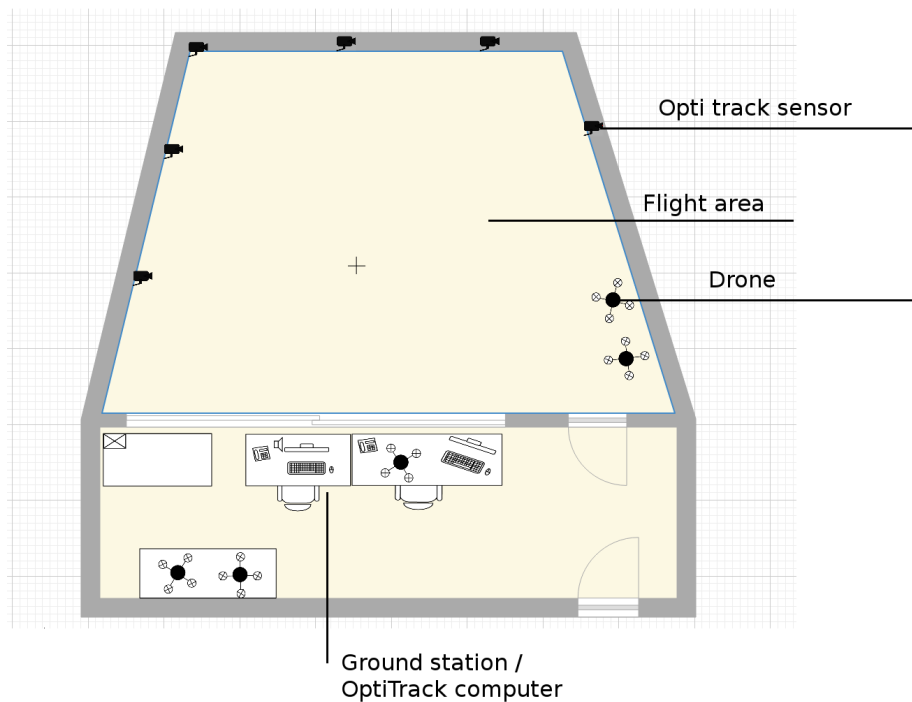 Opti track sensor
Flight area
Drone
Ground station /
OptiTrack computer